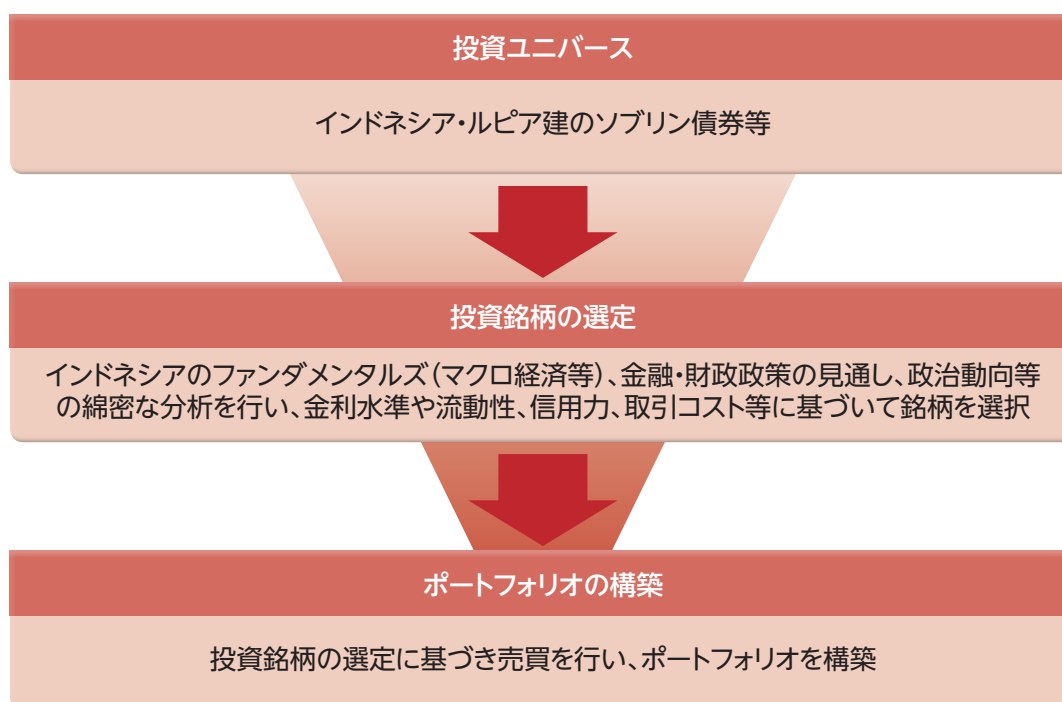 投資ユニバース
インドネシア・ルピア建のソブリン債券等
投資銘柄の選定
インドネシアのファンダメンタルズ(マクロ経済等)、金融・財政政策の見通し、政治動向等
の綿密な分析を行い、金利水準や流動性、信用力、取引コスト等に基づいて銘柄を選択
ポートフォリオの構築
投資銘柄の選定に基づき売買を行い、ポートフォリオを構築